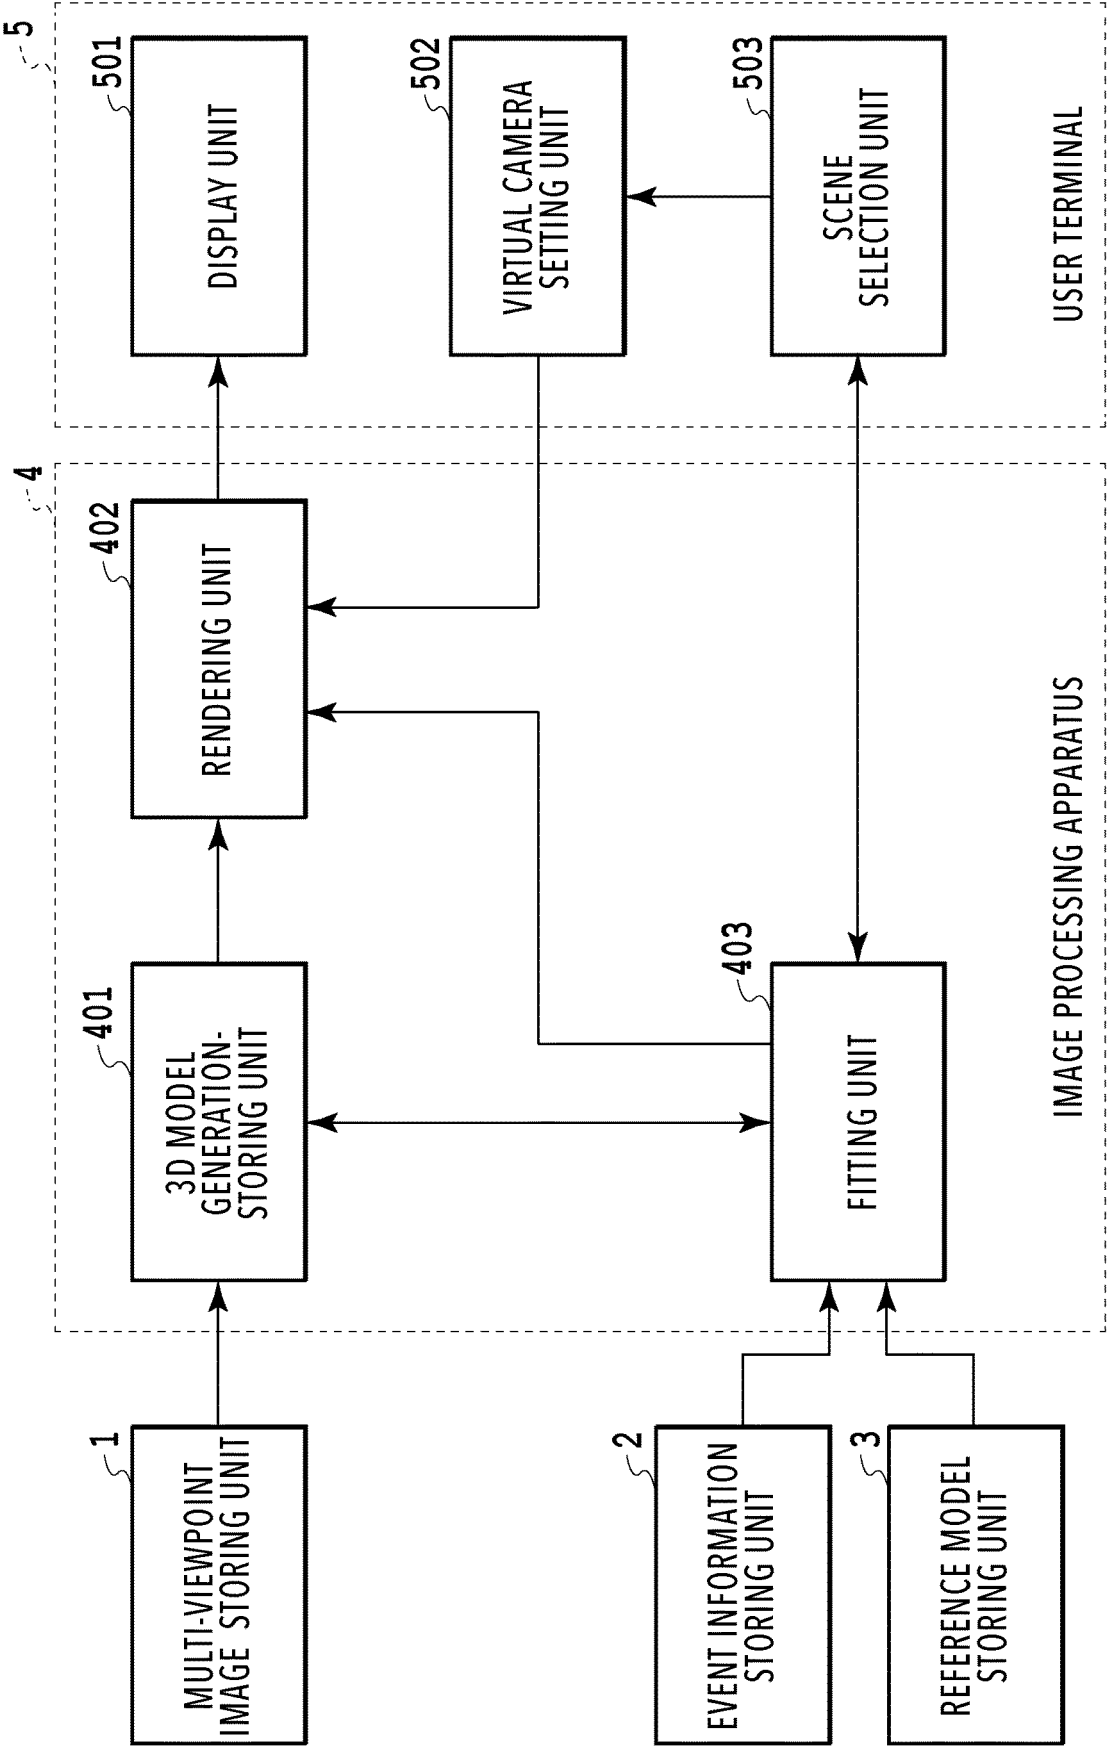 1
MULTI-VIEWPOINT
IMAGE STORING UNIT
4
401
3D MODEL
GENERATION-
STORING UNIT
402
RENDERING UNIT
5
501
DISPLAY UNIT
502
VIRTUAL CAMERA
SETTING UNIT
2
EVENT INFORMATION
STORING UNIT
3
REFERENCE MODEL
STORING UNIT
403
FITTING UNIT
503
SCENE
SELECTION UNIT
IMAGE PROCESSING APPARATUS
USER TERMINAL